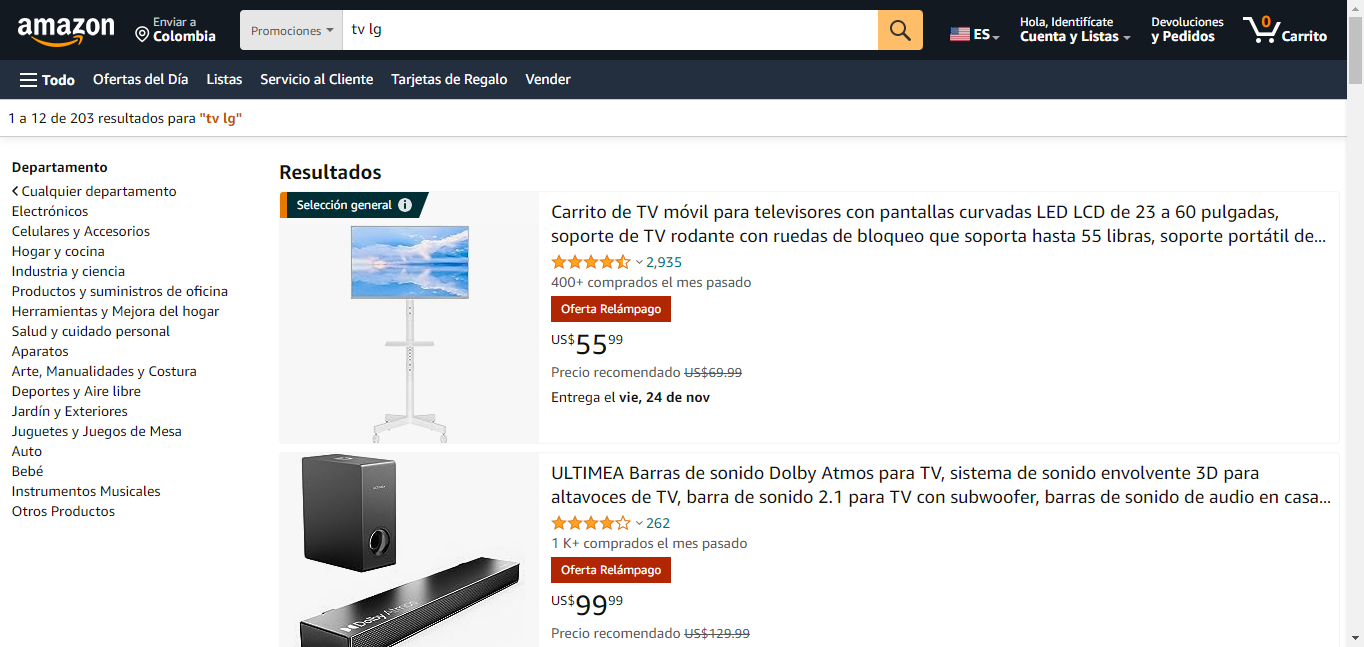 amazon
Enviar a
Colombia
Promociones
tv lg
ES
Hola, Identifícate
Cuenta y Listas
Devoluciones
y Pedidos
0
Carrito
Todo
Ofertas del Día
Listas
Servicio al Cliente
Tarjetas de Regalo
Vender
1 a 12 de 203 resultados para "tv lg"
Departamento
Cualquier departamento
Electrónicos
Celulares y Accesorios
Hogar y cocina
Industria y ciencia
Productos y suministros de oficina
Herramientas y Mejora del hogar
Salud y cuidado personal
Aparatos
Arte, Manualidades y Costura
Deportes y Aire libre
Jardín y Exteriores
Juguetes y Juegos de Mesa
Auto
Bebé
Instrumentos Musicales
Otros Productos
Resultados
Selección general
Carrito de TV móvil para televisores con pantallas curvadas LED LCD de 23 a 60 pulgadas,
soporte de TV rodante con ruedas de bloqueo que soporta hasta 55 libras, soporte portátil de...
2,935
400+ comprados el mes pasado
Oferta Relámpago
US$55 99
Precio recomendado US$69.99
Entrega el vie, 24 de nov
ULTIMEA Barras de sonido Dolby Atmos para TV, sistema de sonido envolvente 3D para
altavoces de TV, barra de sonido 2.1 para TV con subwoofer, barras de sonido de audio en casa...
262
1 K+ comprados el mes pasado
Oferta Relámpago
US$99 99
Precio recomendado US$129.99
Dolby Atmos